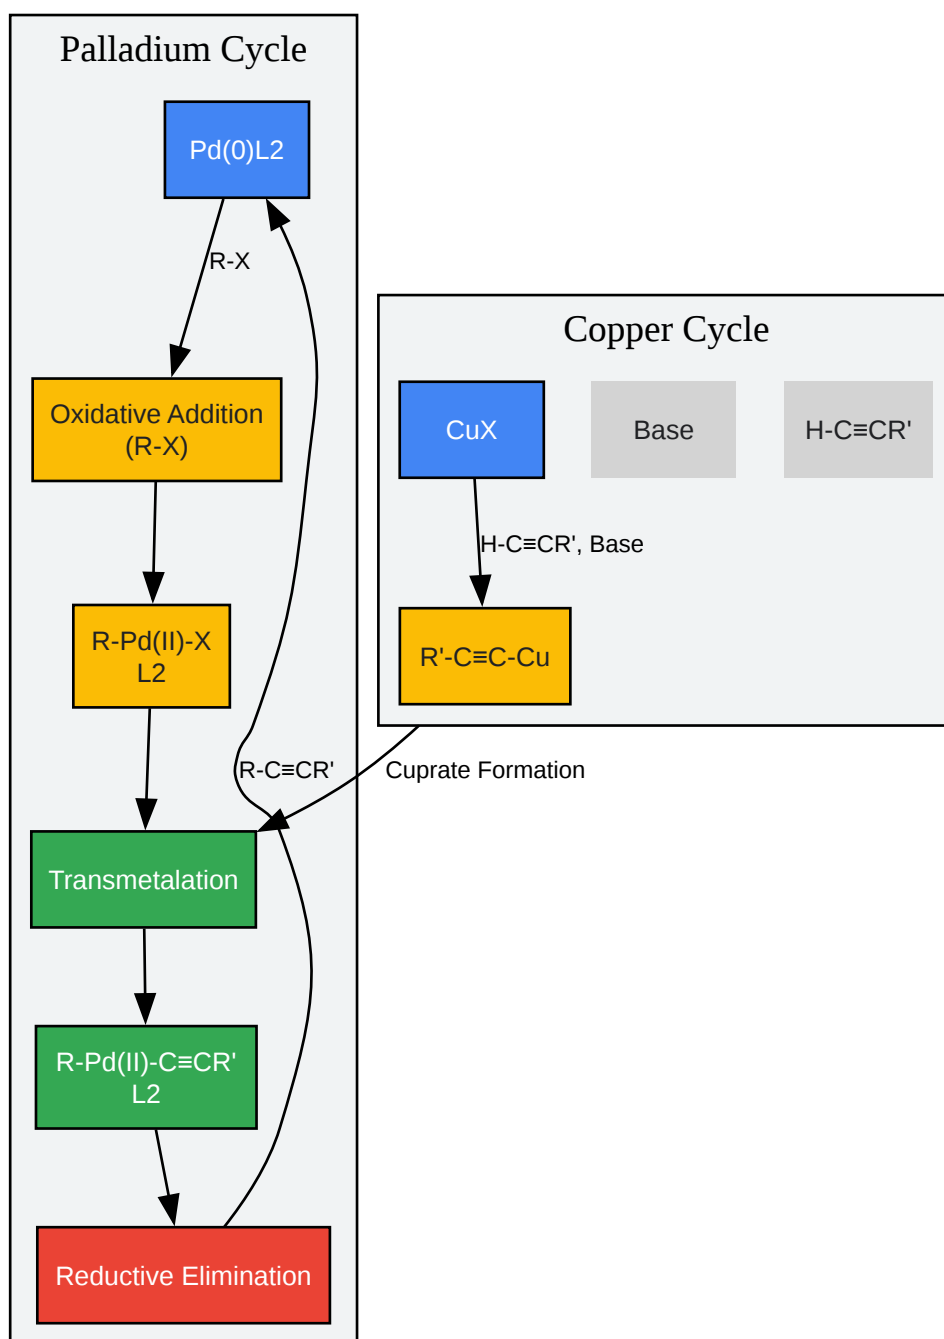 Palladium Cycle
Pd(0)L2
R-X
Oxidative Addition
(R-X)
R-Pd(II)-X
L2
R-C≡CR'
Transmetalation
R-Pd(II)-C≡CR'
L2
Reductive Elimination
Copper Cycle
CuX
Base
H-C≡CR'
H-C≡CR', Base
R'-C≡C-Cu
Cuprate Formation